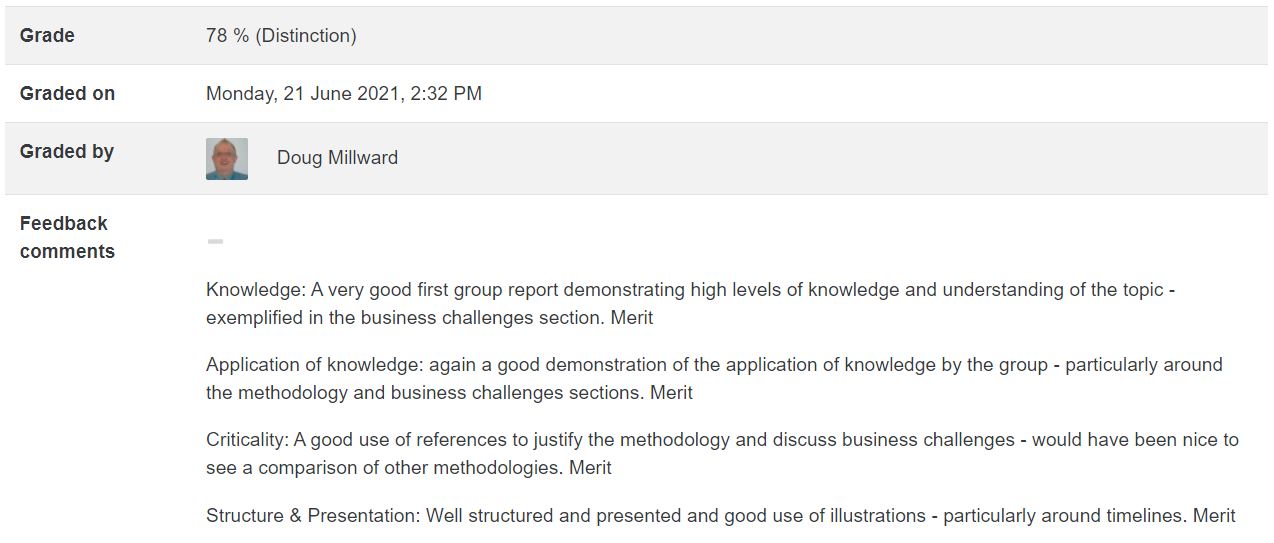 Grade 78 % (Distinction)
Graded on Monday, 21 June 2021, 2:32 PM
Graded by Doug Millward
Feedback
comments
Knowledge: A very good first group report demonstrating high levels of knowledge and understanding of the topic -
exemplified in the business challenges section. Merit
Application of knowledge: again a good demonstration of the application of knowledge by the group - particularly around
the methodology and business challenges sections. Merit
Criticality: A good use of references to justify the methodology and discuss business challenges - would have been nice to
see a comparison of other methodologies. Merit
Structure & Presentation: Well structured and presented and good use of illustrations - particularly around timelines. Merit